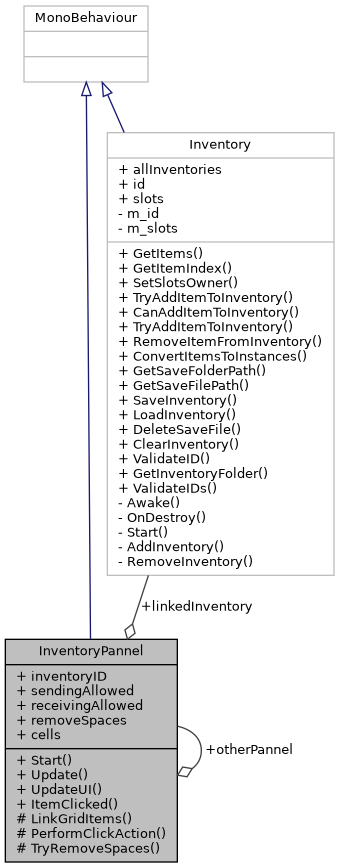 MonoBehaviour
Inventory
+ allInventories
+ id
+ slots
- m_id
- m_slots
+ GetItems()
+ GetItemIndex()
+ SetSlotsOwner()
+ TryAddItemToInventory()
+ CanAddItemToInventory()
+ TryAddItemToInventory()
+ RemoveItemFromInventory()
+ ConvertItemsToInstances()
+ GetSaveFolderPath()
+ GetSaveFilePath()
+ SaveInventory()
+ LoadInventory()
+ DeleteSaveFile()
+ ClearInventory()
+ ValidateID()
+ GetInventoryFolder()
+ ValidateIDs()
- Awake()
- OnDestroy()
- Start()
- AddInventory()
- RemoveInventory()
+linkedInventory
InventoryPannel
+ inventoryID
+ sendingAllowed
+ receivingAllowed
+ removeSpaces
+ cells
+otherPannel
+ Start()
+ Update()
+ UpdateUI()
+ ItemClicked()
# LinkGridItems()
# PerformClickAction()
# TryRemoveSpaces()